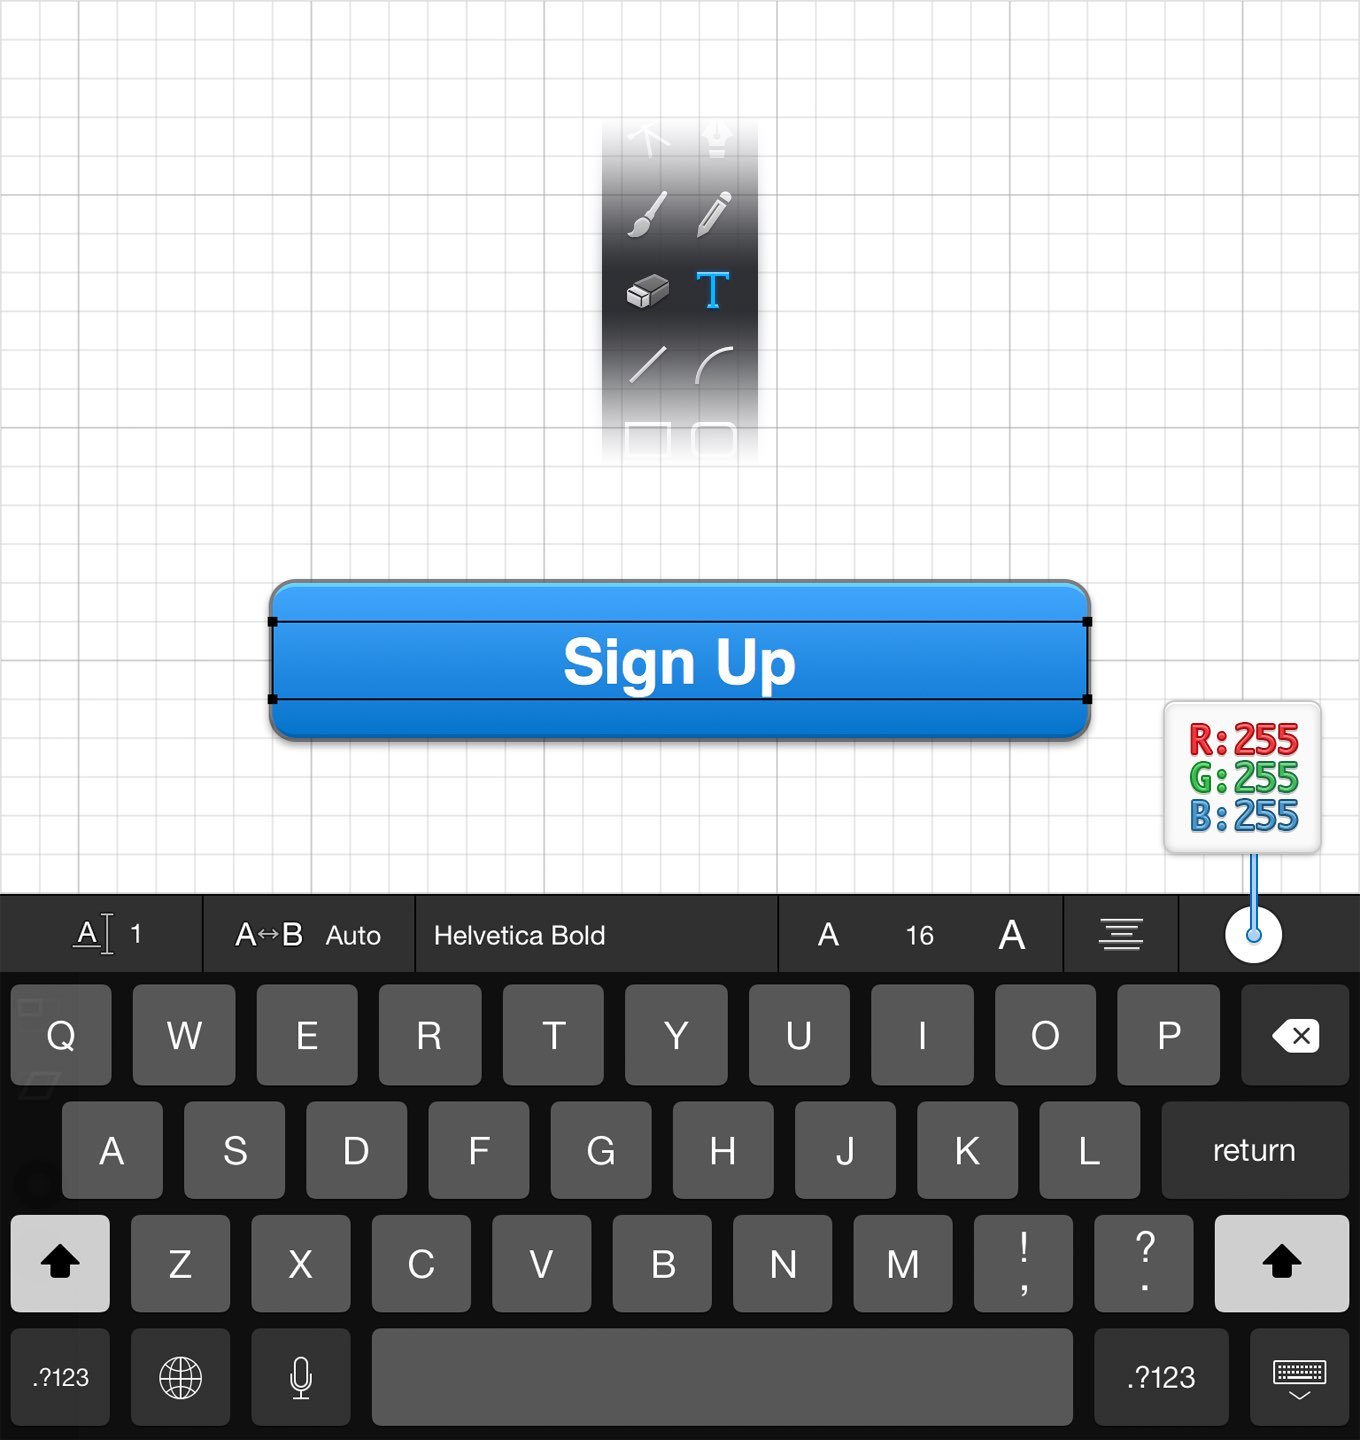 T
Sign Up
R:255
G:255
B:255
A 1
A↔B Auto
Helvetica Bold
A 16 A
Q W E R T Y U I O P
A S D F G H J K L return
Z X C V B N M ! , ? .
.?123 .?123